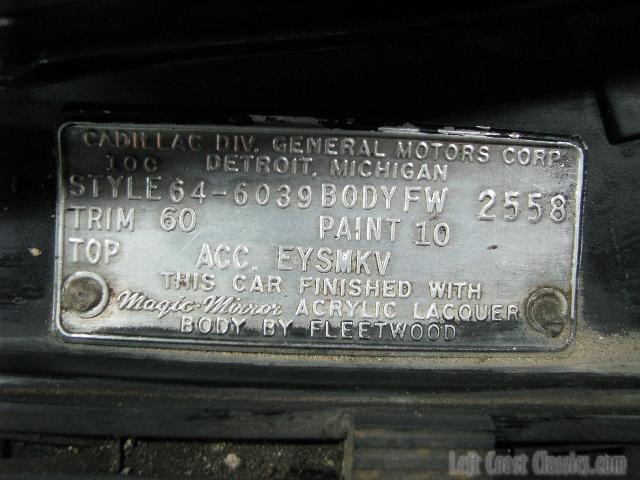 CADILLAC DIV. GENERAL MOTORS CORP.
10C DETROIT, MICHIGAN
STYLE 64-6039 BODY FW 2558
TRIM 60 PAINT 10
TOP ACC. EYSMKV
THIS CAR FINISHED WITH
Magic-Mirror ACRYLIC LACQUER
BODY BY FLEETWOOD
Left Coast Classics.com